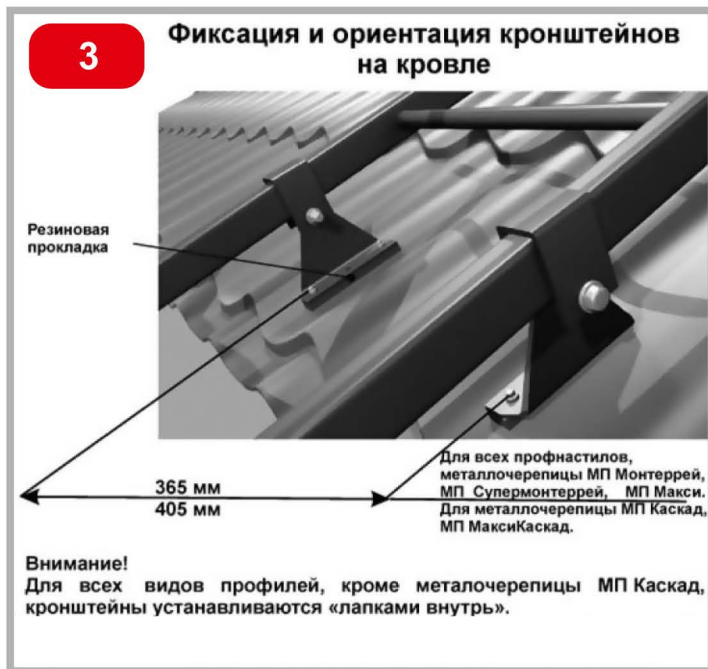 3
Фиксация и ориентация кронштейнов
на кровле
Резиновая
прокладка
365 мм
405 мм
Для всех профнастилов,
металлочерепицы МП Монтеррей,
МП Супермонтеррей, МП Макси.
Для металлочерепицы МП Каскад,
МП МаксиКаскад.
Внимание!
Для всех видов профилей, кроме металочерепицы МП Каскад,
кронштейны устанавливаются «лапками внутрь».